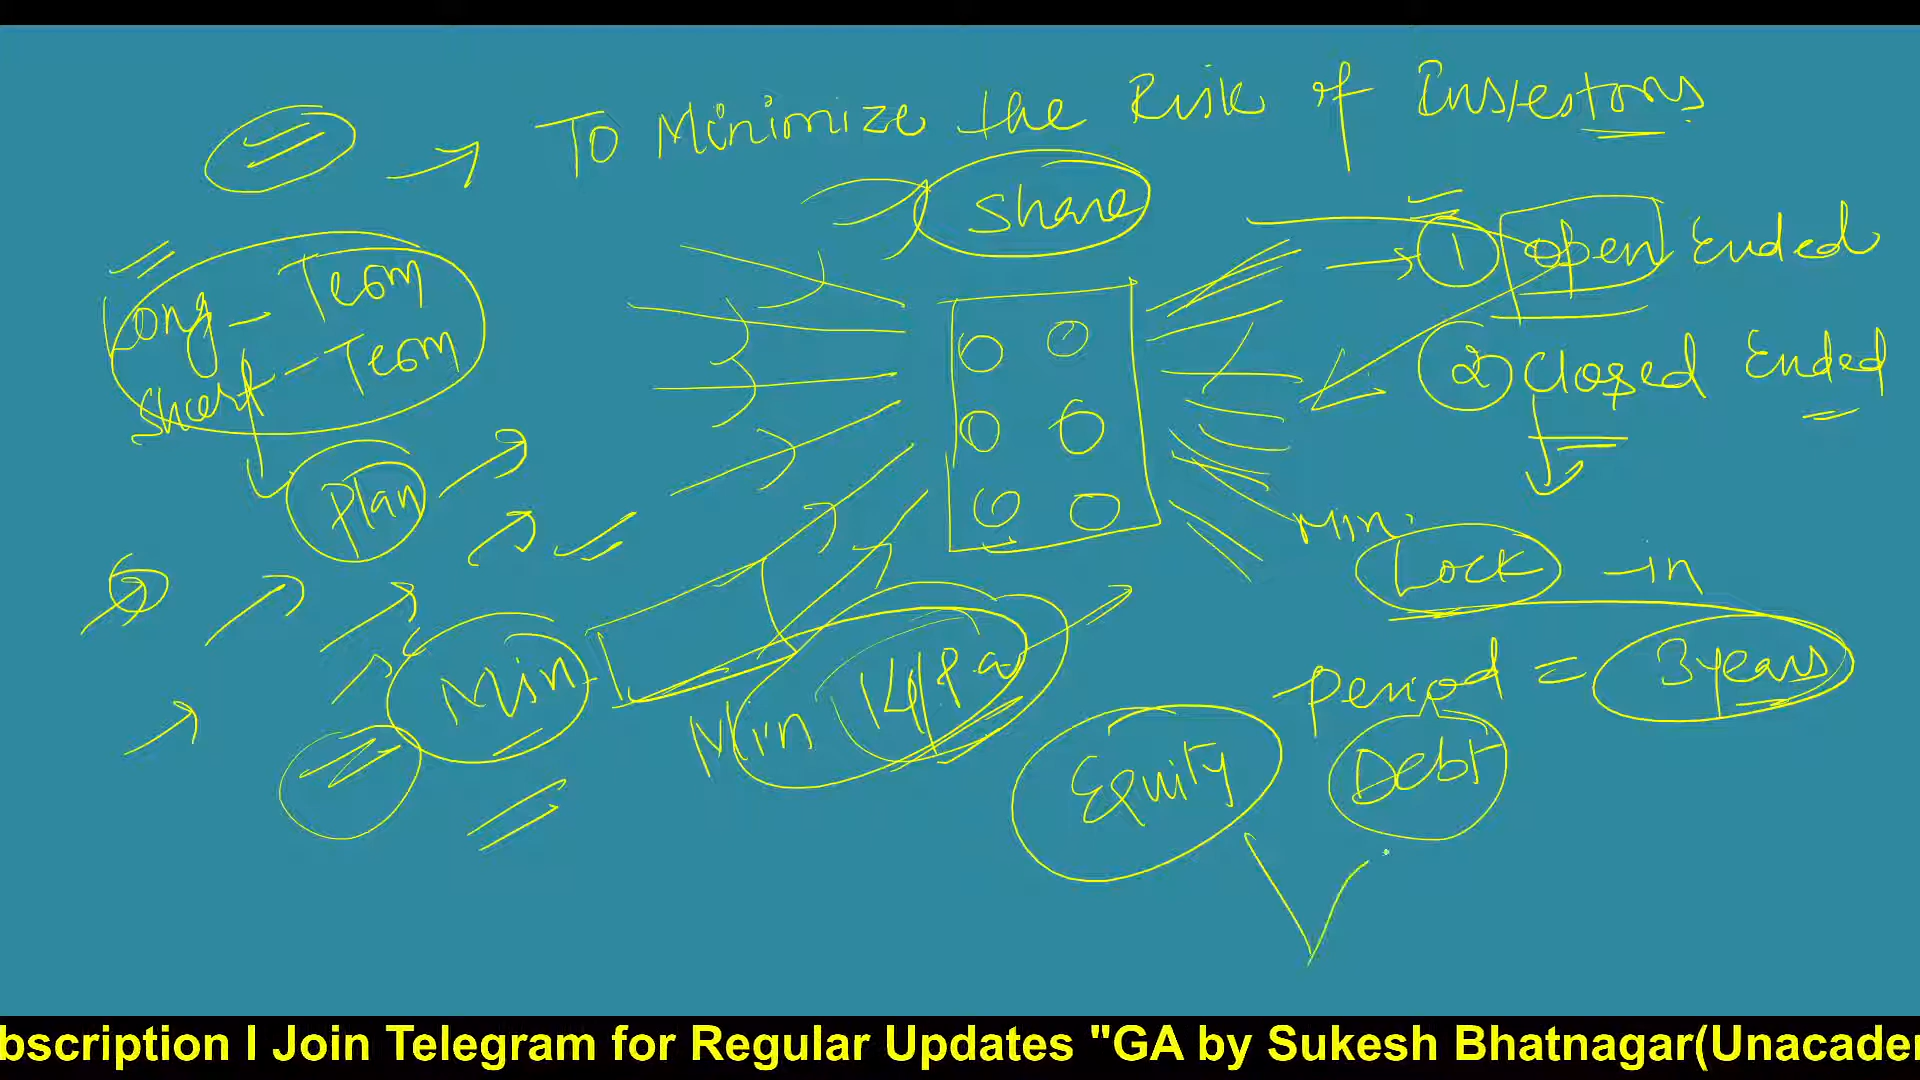 To Minimize the Risk of Investors
Share
1 open Ended
Long-Term
Short-Term
2 Closed Ended
Plan
Min.
Lock-in
Period = 3 years
Min
Min
Equity
Debt
bscription I Join Telegram for Regular Updates "GA by Sukesh Bhatnagar(Unacader